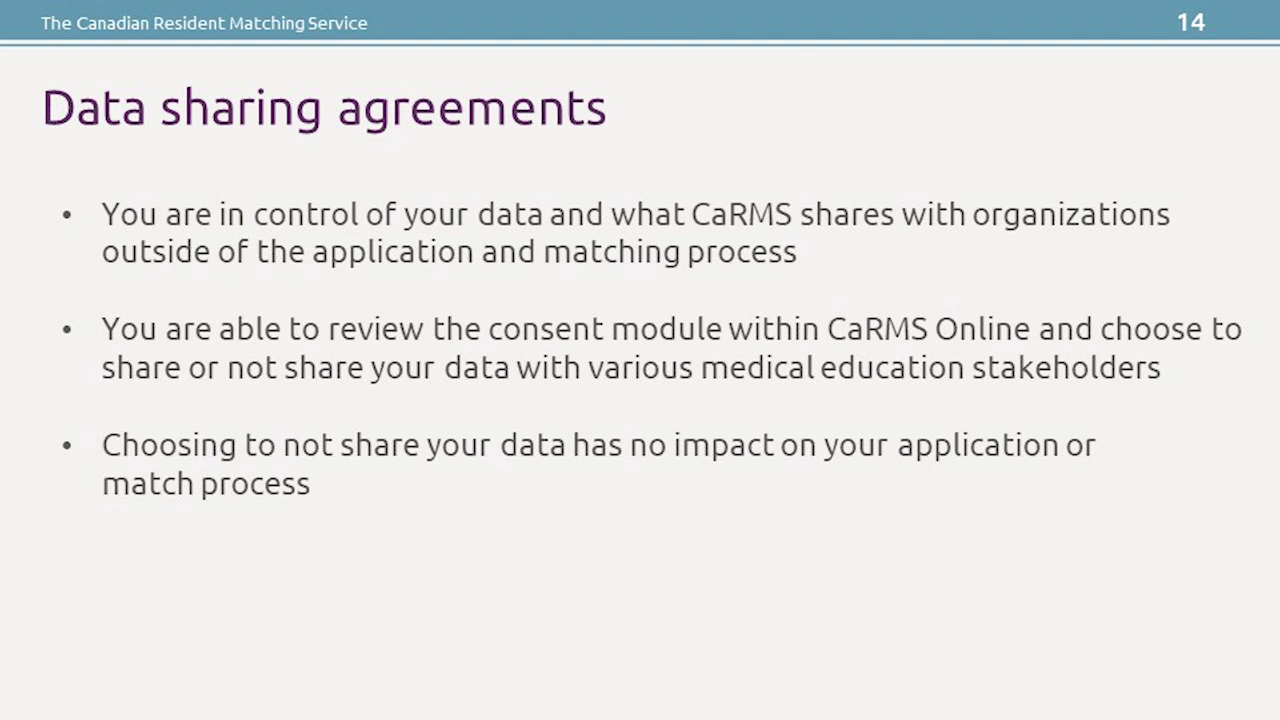 The Canadian Resident Matching Service
14
Data sharing agreements
• You are in control of your data and what CaRMS shares with organizations
outside of the application and matching process
• You are able to review the consent module within CaRMS Online and choose to
share or not share your data with various medical education stakeholders
• Choosing to not share your data has no impact on your application or
match process